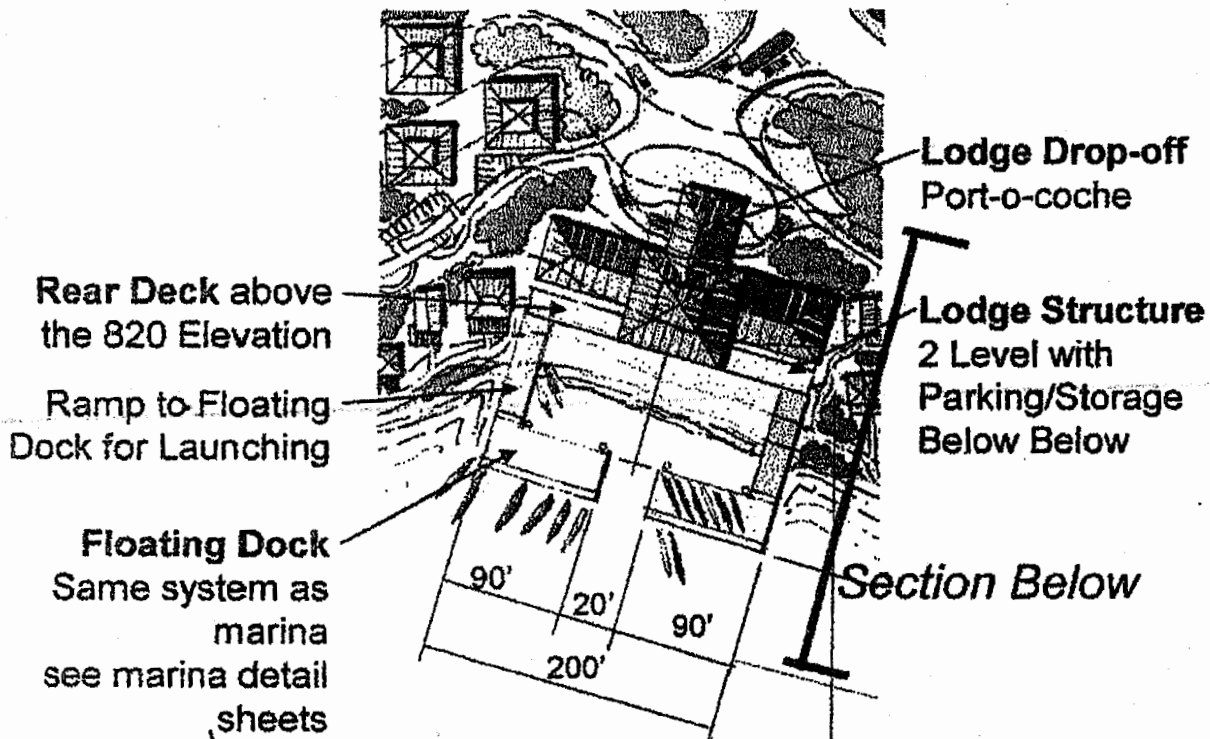 Lodge Drop-off
Port-o-coche
Rear Deck above
the 820 Elevation
Lodge Structure
2 Level with
Parking/Storage
Below Below
Ramp to Floating
Dock for Launching
Floating Dock
Same system as
marina
see marina detail
sheets
Section Below
90'
20'
90'
200'